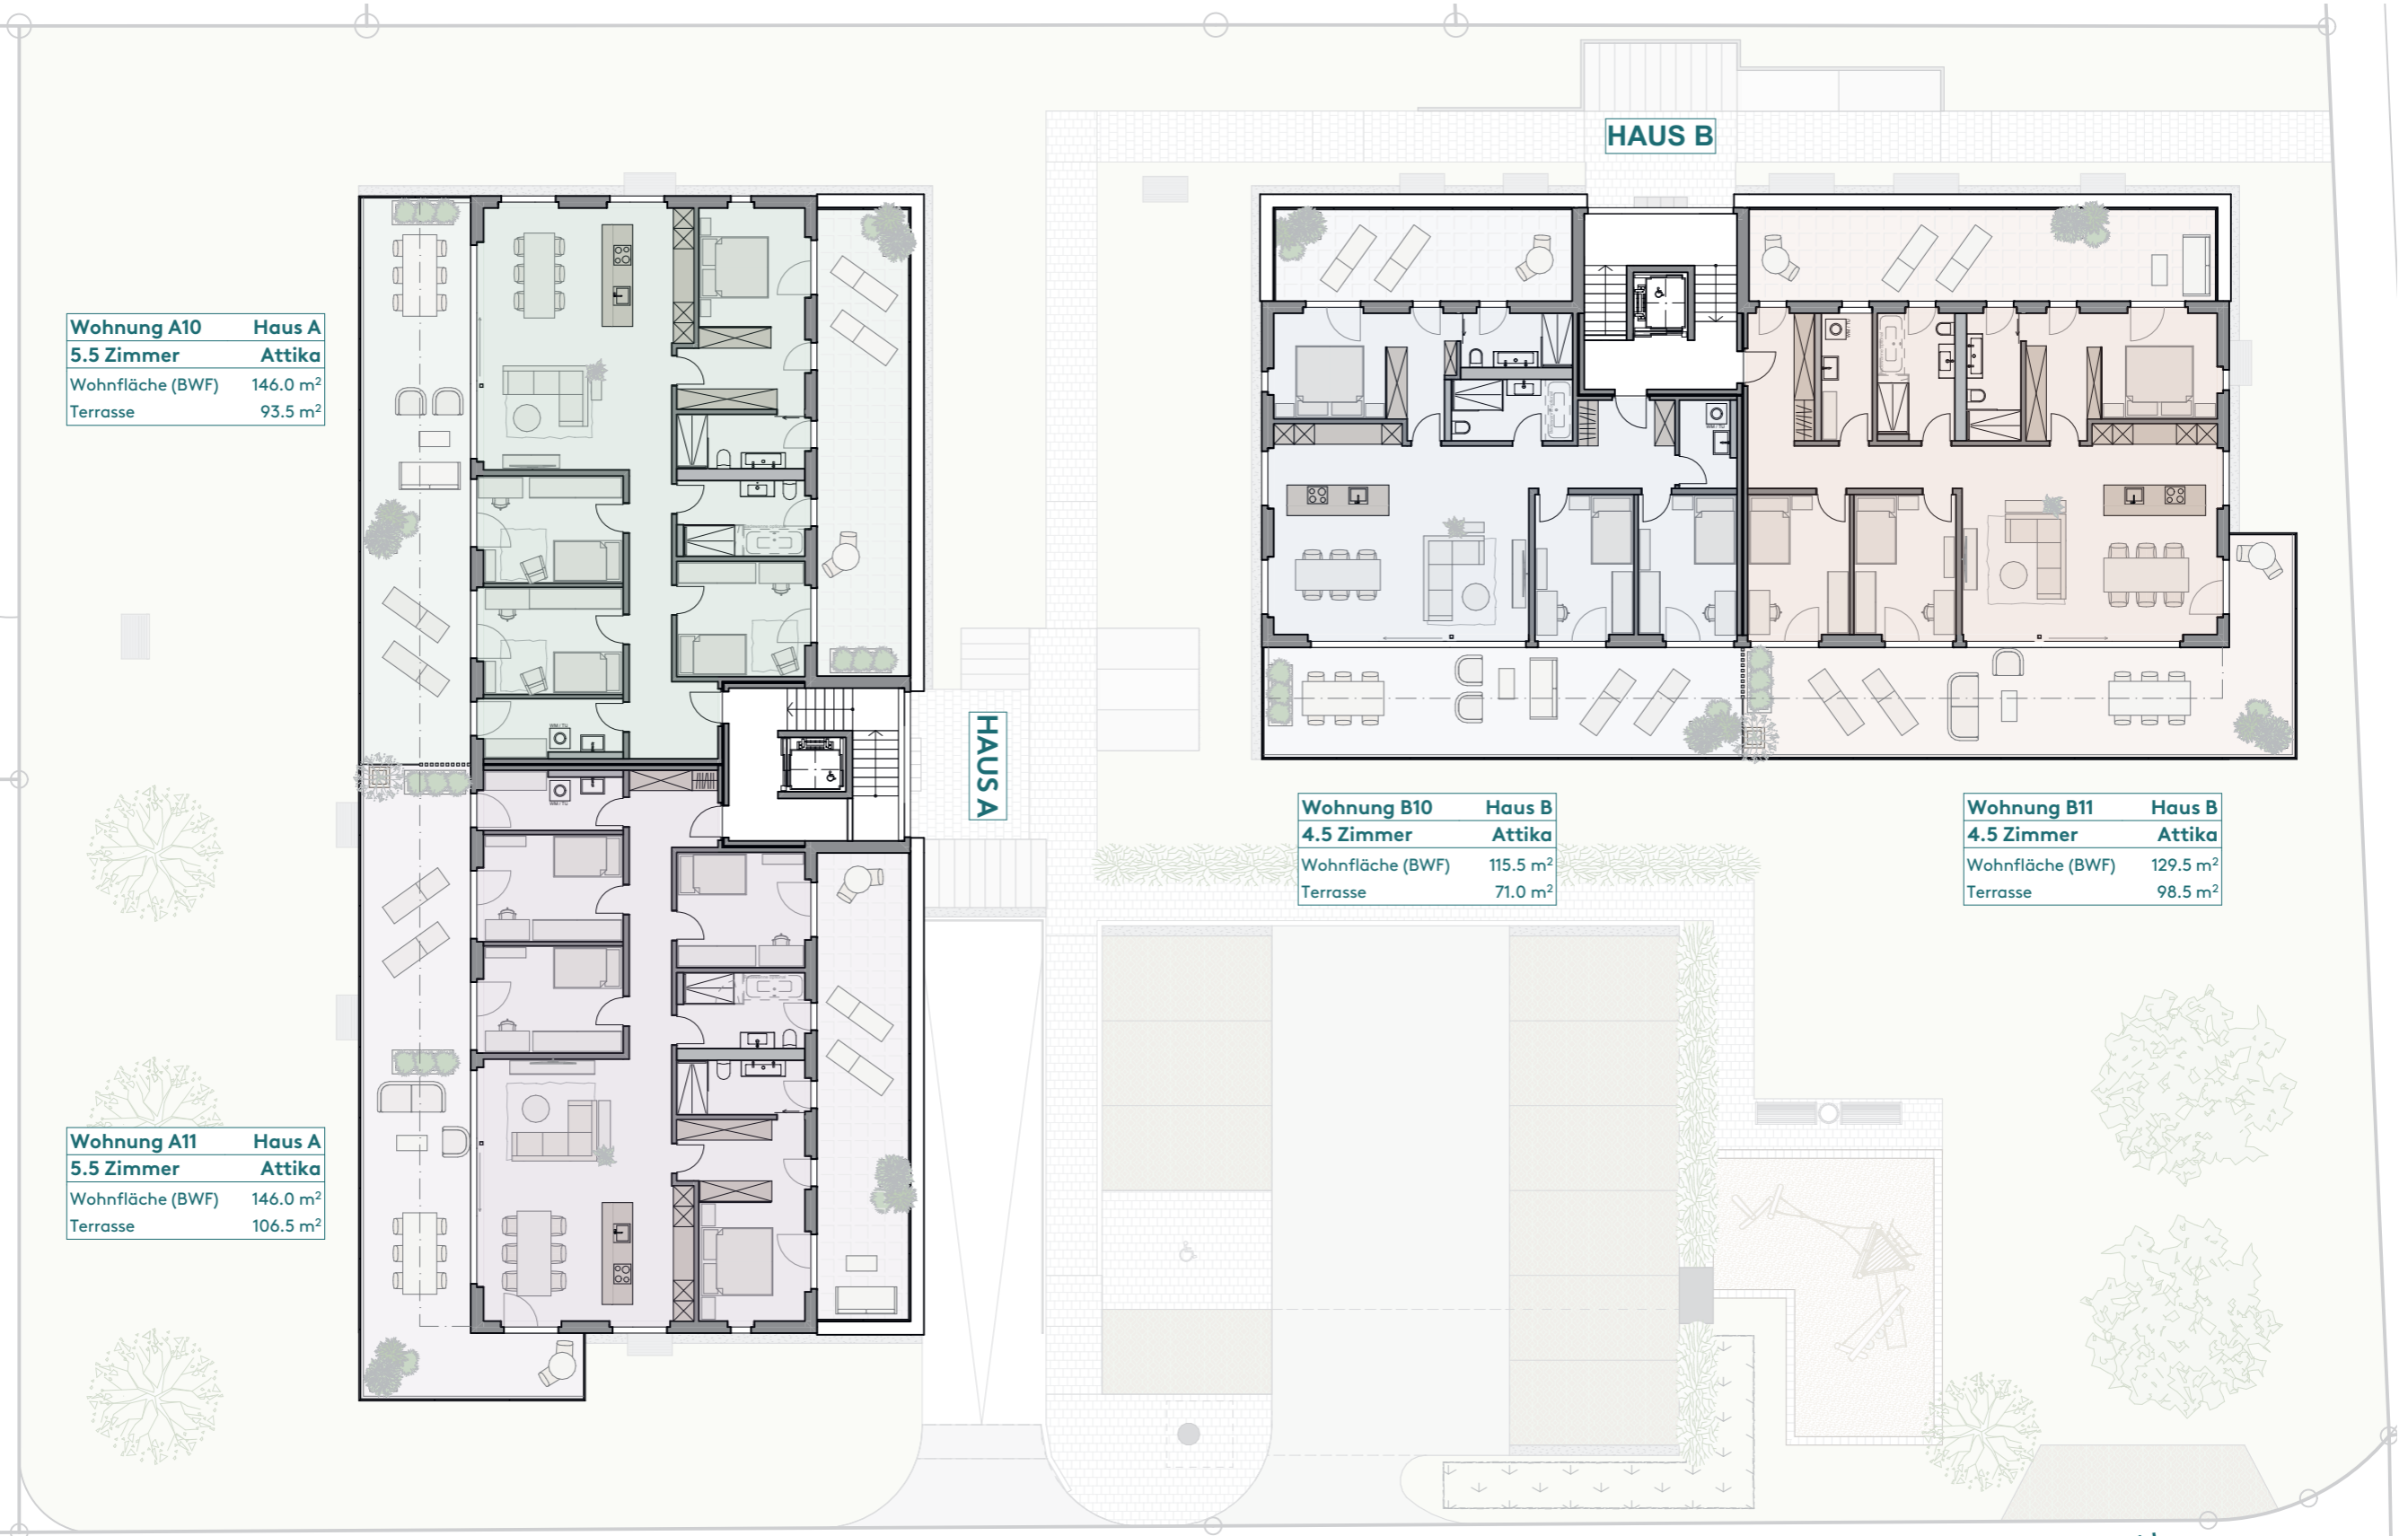 HAUS B
Wohnung A10 Haus A
5.5 Zimmer Attika
Wohnfläche (BWF) 146.0 m²
Terrasse 93.5 m²
HAUS A
Wohnung B10 Haus B
4.5 Zimmer Attika
Wohnfläche (BWF) 115.5 m²
Terrasse 71.0 m²
Wohnung B11 Haus B
4.5 Zimmer Attika
Wohnfläche (BWF) 129.5 m²
Terrasse 98.5 m²
Wohnung A11 Haus A
5.5 Zimmer Attika
Wohnfläche (BWF) 146.0 m²
Terrasse 106.5 m²